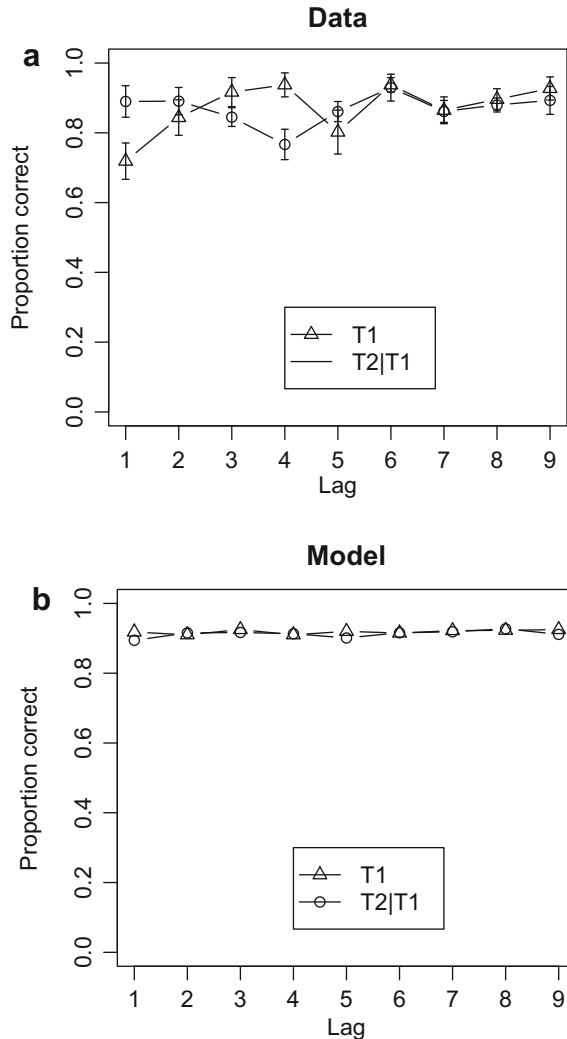 Data
a
Proportion correct
1.0
0.8
0.6
0.4
0.2
0.0
T1
T2|T1
1 2 3 4 5 6 7 8 9
Lag
Model
b
Proportion correct
1.0
0.8
0.6
0.4
0.2
0.0
T1
T2|T1
1 2 3 4 5 6 7 8 9
Lag